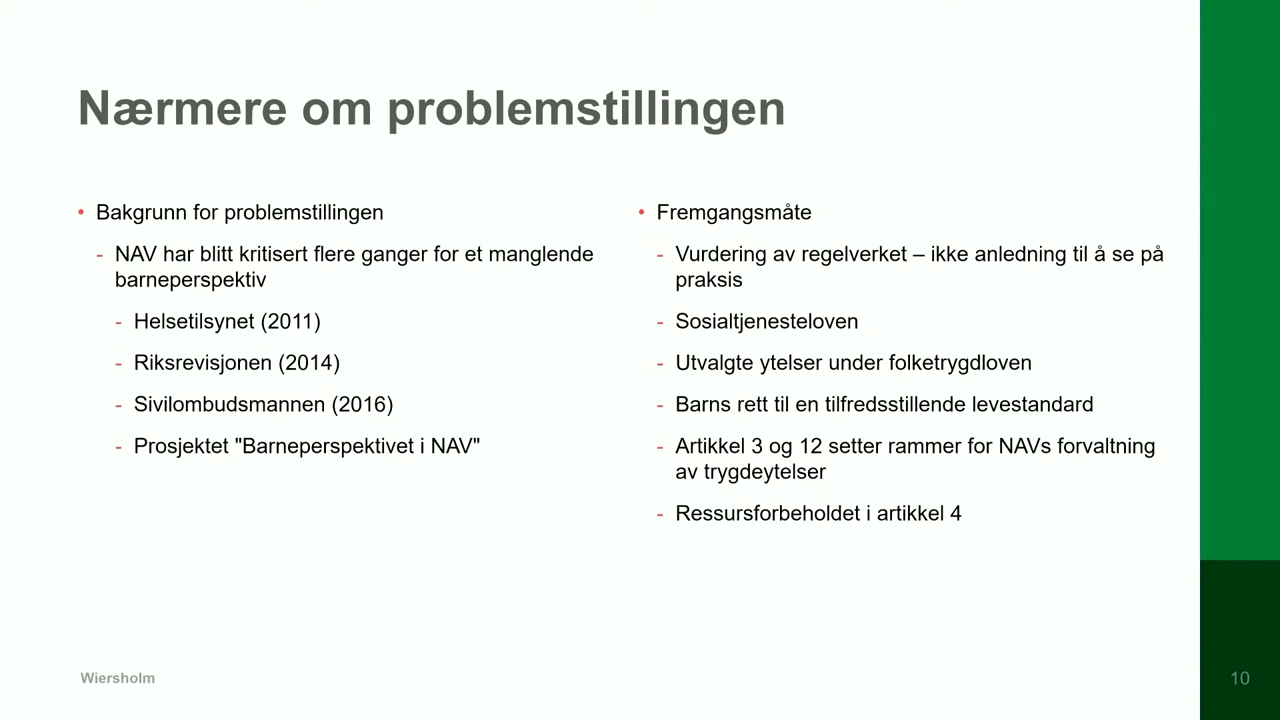 Nærmere om problemstillingen
• Bakgrunn for problemstillingen
- NAV har blitt kritisert flere ganger for et manglende
barneperspektiv
- Helsetilsynet (2011)
- Riksrevisjonen (2014)
- Sivilombudsmannen (2016)
- Prosjektet "Barneperspektivet i NAV"
• Fremgangsmåte
- Vurdering av regelverket – ikke anledning til å se på
praksis
- Sosialtjenesteloven
- Utvalgte ytelser under folketrygdloven
- Barns rett til en tilfredsstillende levestandard
- Artikkel 3 og 12 setter rammer for NAVs forvaltning
av trygdeytelser
- Ressursforbeholdet i artikkel 4
Wiersholm
10